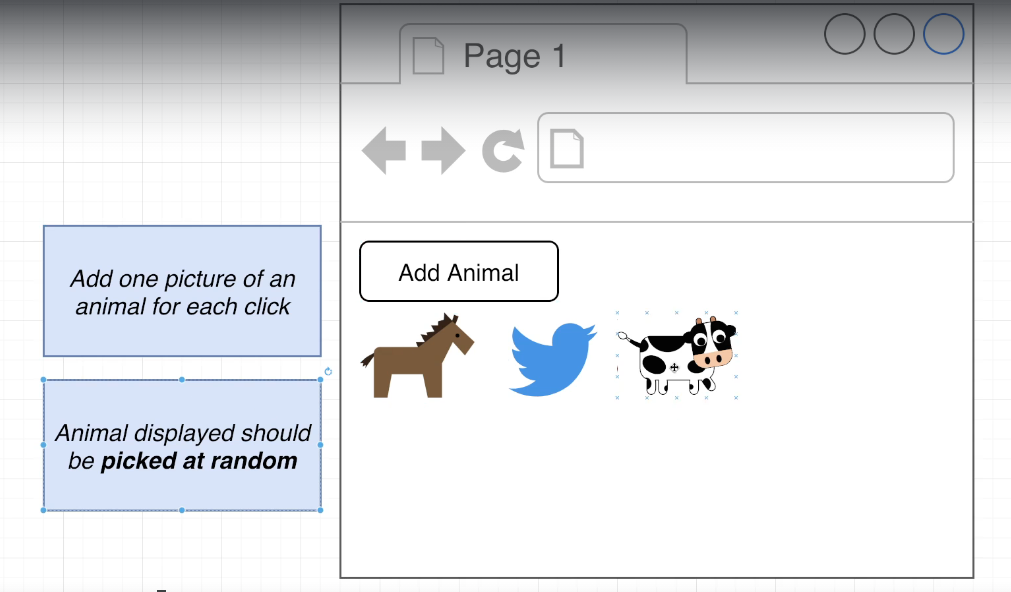 Page 1
Add one picture of an
animal for each click
Add Animal
Animal displayed should
be picked at random